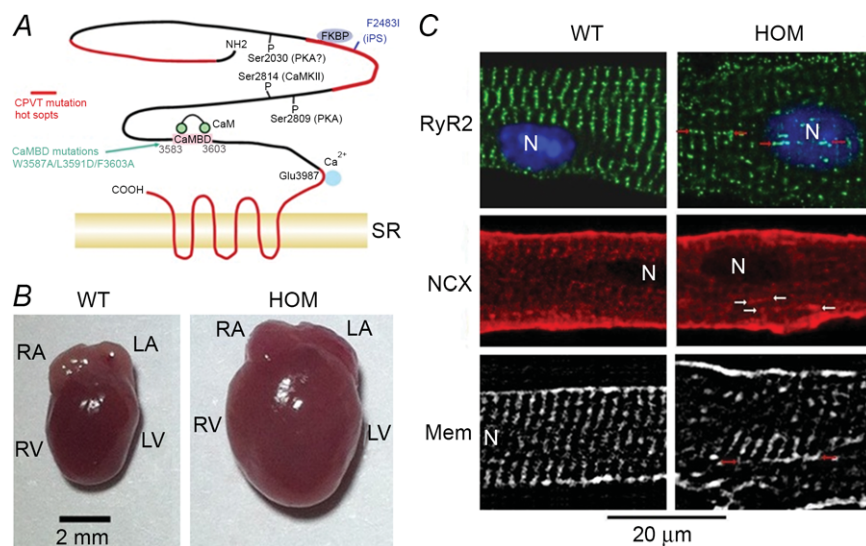 A
FKBP
F2483I
(iPS)
NH2
P
Ser2030 (PKA?)
Ser2814 (CaMKII)
P
P
Ser2809 (PKA)
CPVT mutation
hot sopts
CaM
CaMBD
3583
3603
CaMBD mutations
W3587A/L3591D/F3603A
Ca2+
Glu3987
COOH
SR
B
WT
HOM
RA
LA
RV
LV
RA
LA
RV
LV
2 mm
C
WT
HOM
RyR2
N
N
NCX
N
N
Mem
N
20 μm